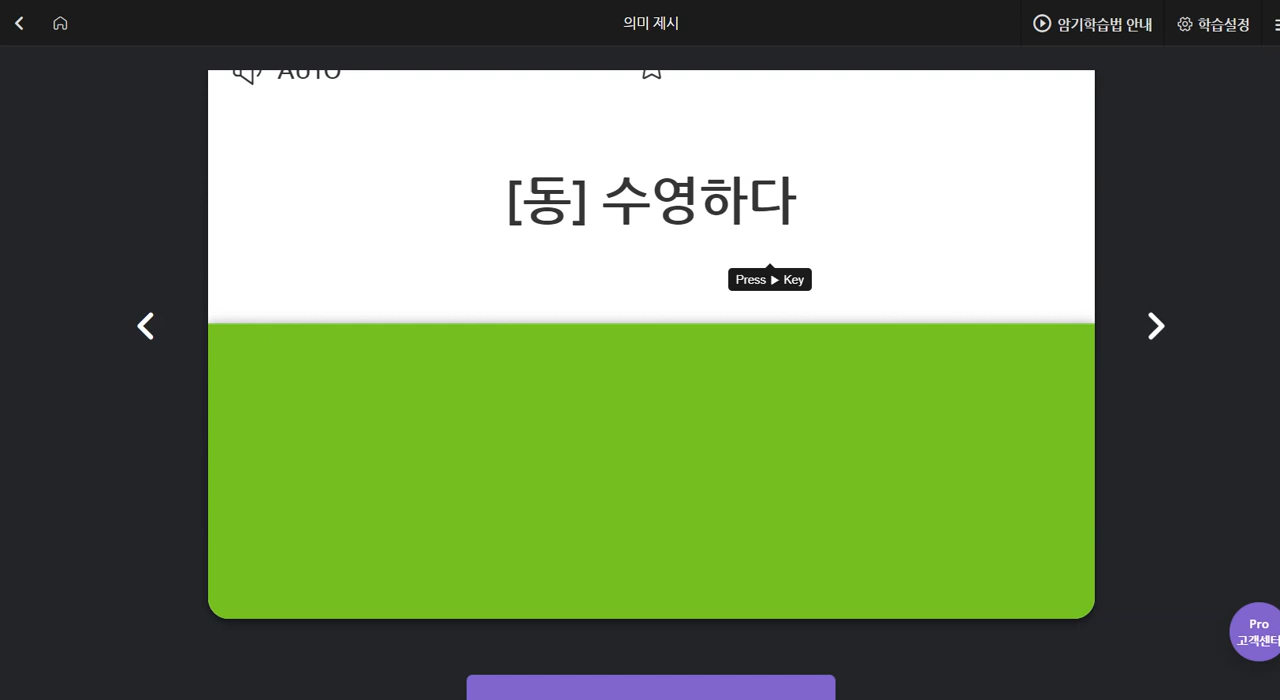 의미 제시
암기학습법 안내
학습설정
AUTO
[동] 수영하다
Press ▶ Key
Pro
고객센터